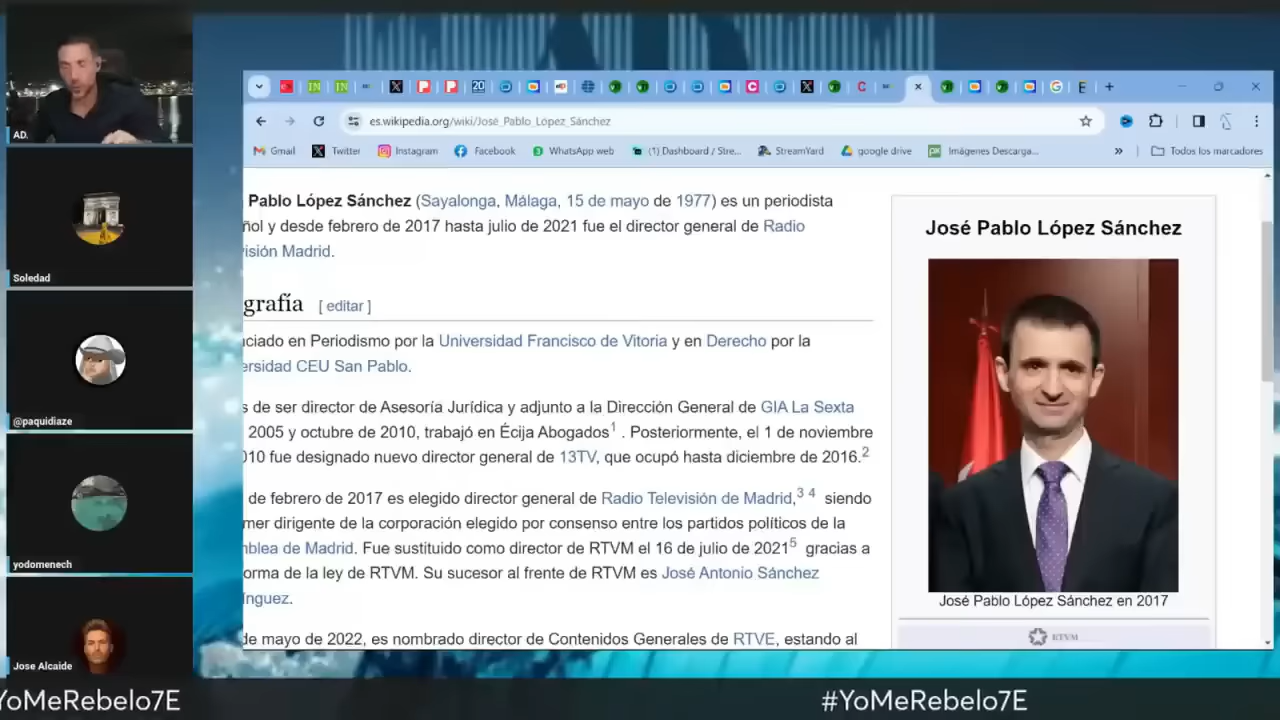 AD.
Soledad
@paquidiaze
yodomenech
Jose Alcaide
es.wikipedia.org/wiki/José_Pablo_López_Sánchez
Gmail
Twitter
Instagram
Facebook
WhatsApp web
(1) Dashboard / Stre...
StreamYard
google drive
Imágenes Descarga...
»
Todos los marcadores
Pablo López Sánchez (Sayalonga, Málaga, 15 de mayo de 1977) es un periodista
ñol y desde febrero de 2017 hasta julio de 2021 fue el director general de Radio
isión Madrid.
grafía [ editar ]
ciado en Periodismo por la Universidad Francisco de Vitoria y en Derecho por la
ersidad CEU San Pablo.
s de ser director de Asesoría Jurídica y adjunto a la Dirección General de GIA La Sexta
2005 y octubre de 2010, trabajó en Écija Abogados1 . Posteriormente, el 1 de noviembre
010 fue designado nuevo director general de 13TV, que ocupó hasta diciembre de 2016.2
de febrero de 2017 es elegido director general de Radio Televisión de Madrid,3 4 siendo
mer dirigente de la corporación elegido por consenso entre los partidos políticos de la
mblea de Madrid. Fue sustituido como director de RTVM el 16 de julio de 20215 gracias a
orma de la ley de RTVM. Su sucesor al frente de RTVM es José Antonio Sánchez
ínguez.
de mayo de 2022, es nombrado director de Contenidos Generales de RTVE, estando al
José Pablo López Sánchez
José Pablo López Sánchez en 2017
RTVM
YoMeRebelo7E
#YoMeRebelo7E